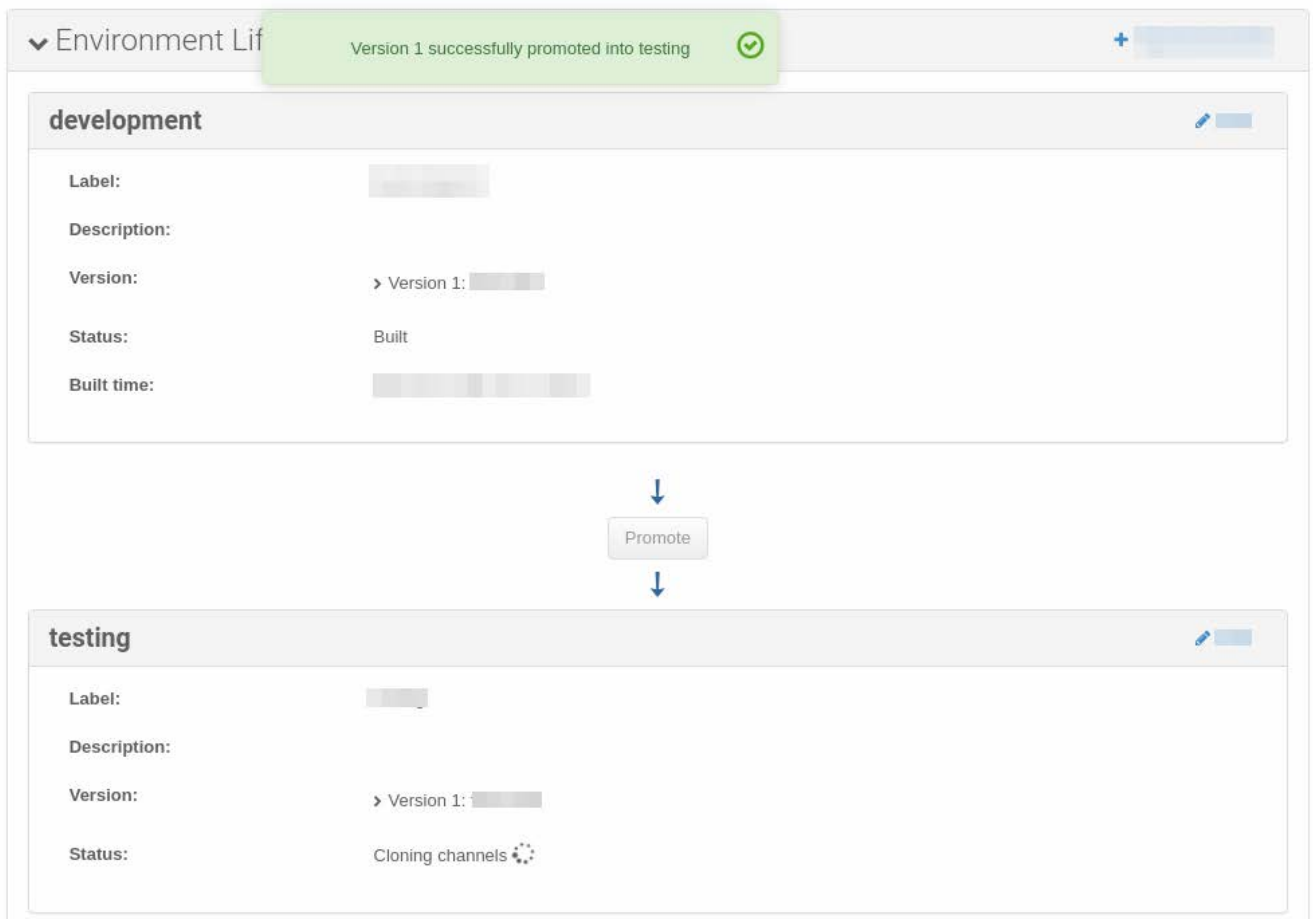 Environment Lif
Version 1 successfully promoted into testing
development
Label:
Description:
Version: Version 1:
Status: Built
Built time:
Promote
testing
Label:
Description:
Version: Version 1:
Status: Cloning channels